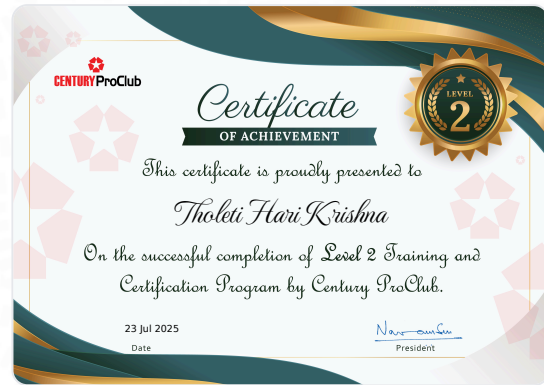 CENTURY ProClub
Certificate
OF ACHIEVEMENT
LEVEL
2
This certificate is proudly presented to
Tholeti Hari Krishna
On the successful completion of Level 2 Training and
Certification Program by Century ProClub.
23 Jul 2025
Date
President